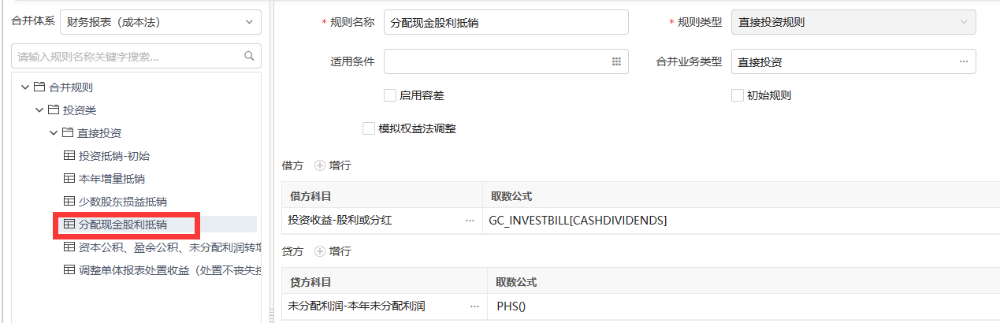 合并体系 财务报表（成本法）
请输入规则名称关键字搜索...
合并规则
投资类
直接投资
投资抵销-初始
本年增量抵销
少数股东损益抵销
分配现金股利抵销
资本公积、盈余公积、未分配利润转增
调整单体报表处置收益（处置不丧失控
* 规则名称 分配现金股利抵销 * 规则类型 直接投资规则
适用条件 合并业务类型 直接投资 ...
启用容差 初始规则
模拟权益法调整
借方 增行
借方科目 取数公式
投资收益-股利或分红 ... GC_INVESTBILL[CASHDIVIDENDS]
贷方 增行
贷方科目 取数公式
未分配利润-本年未分配利润 ... PHS()